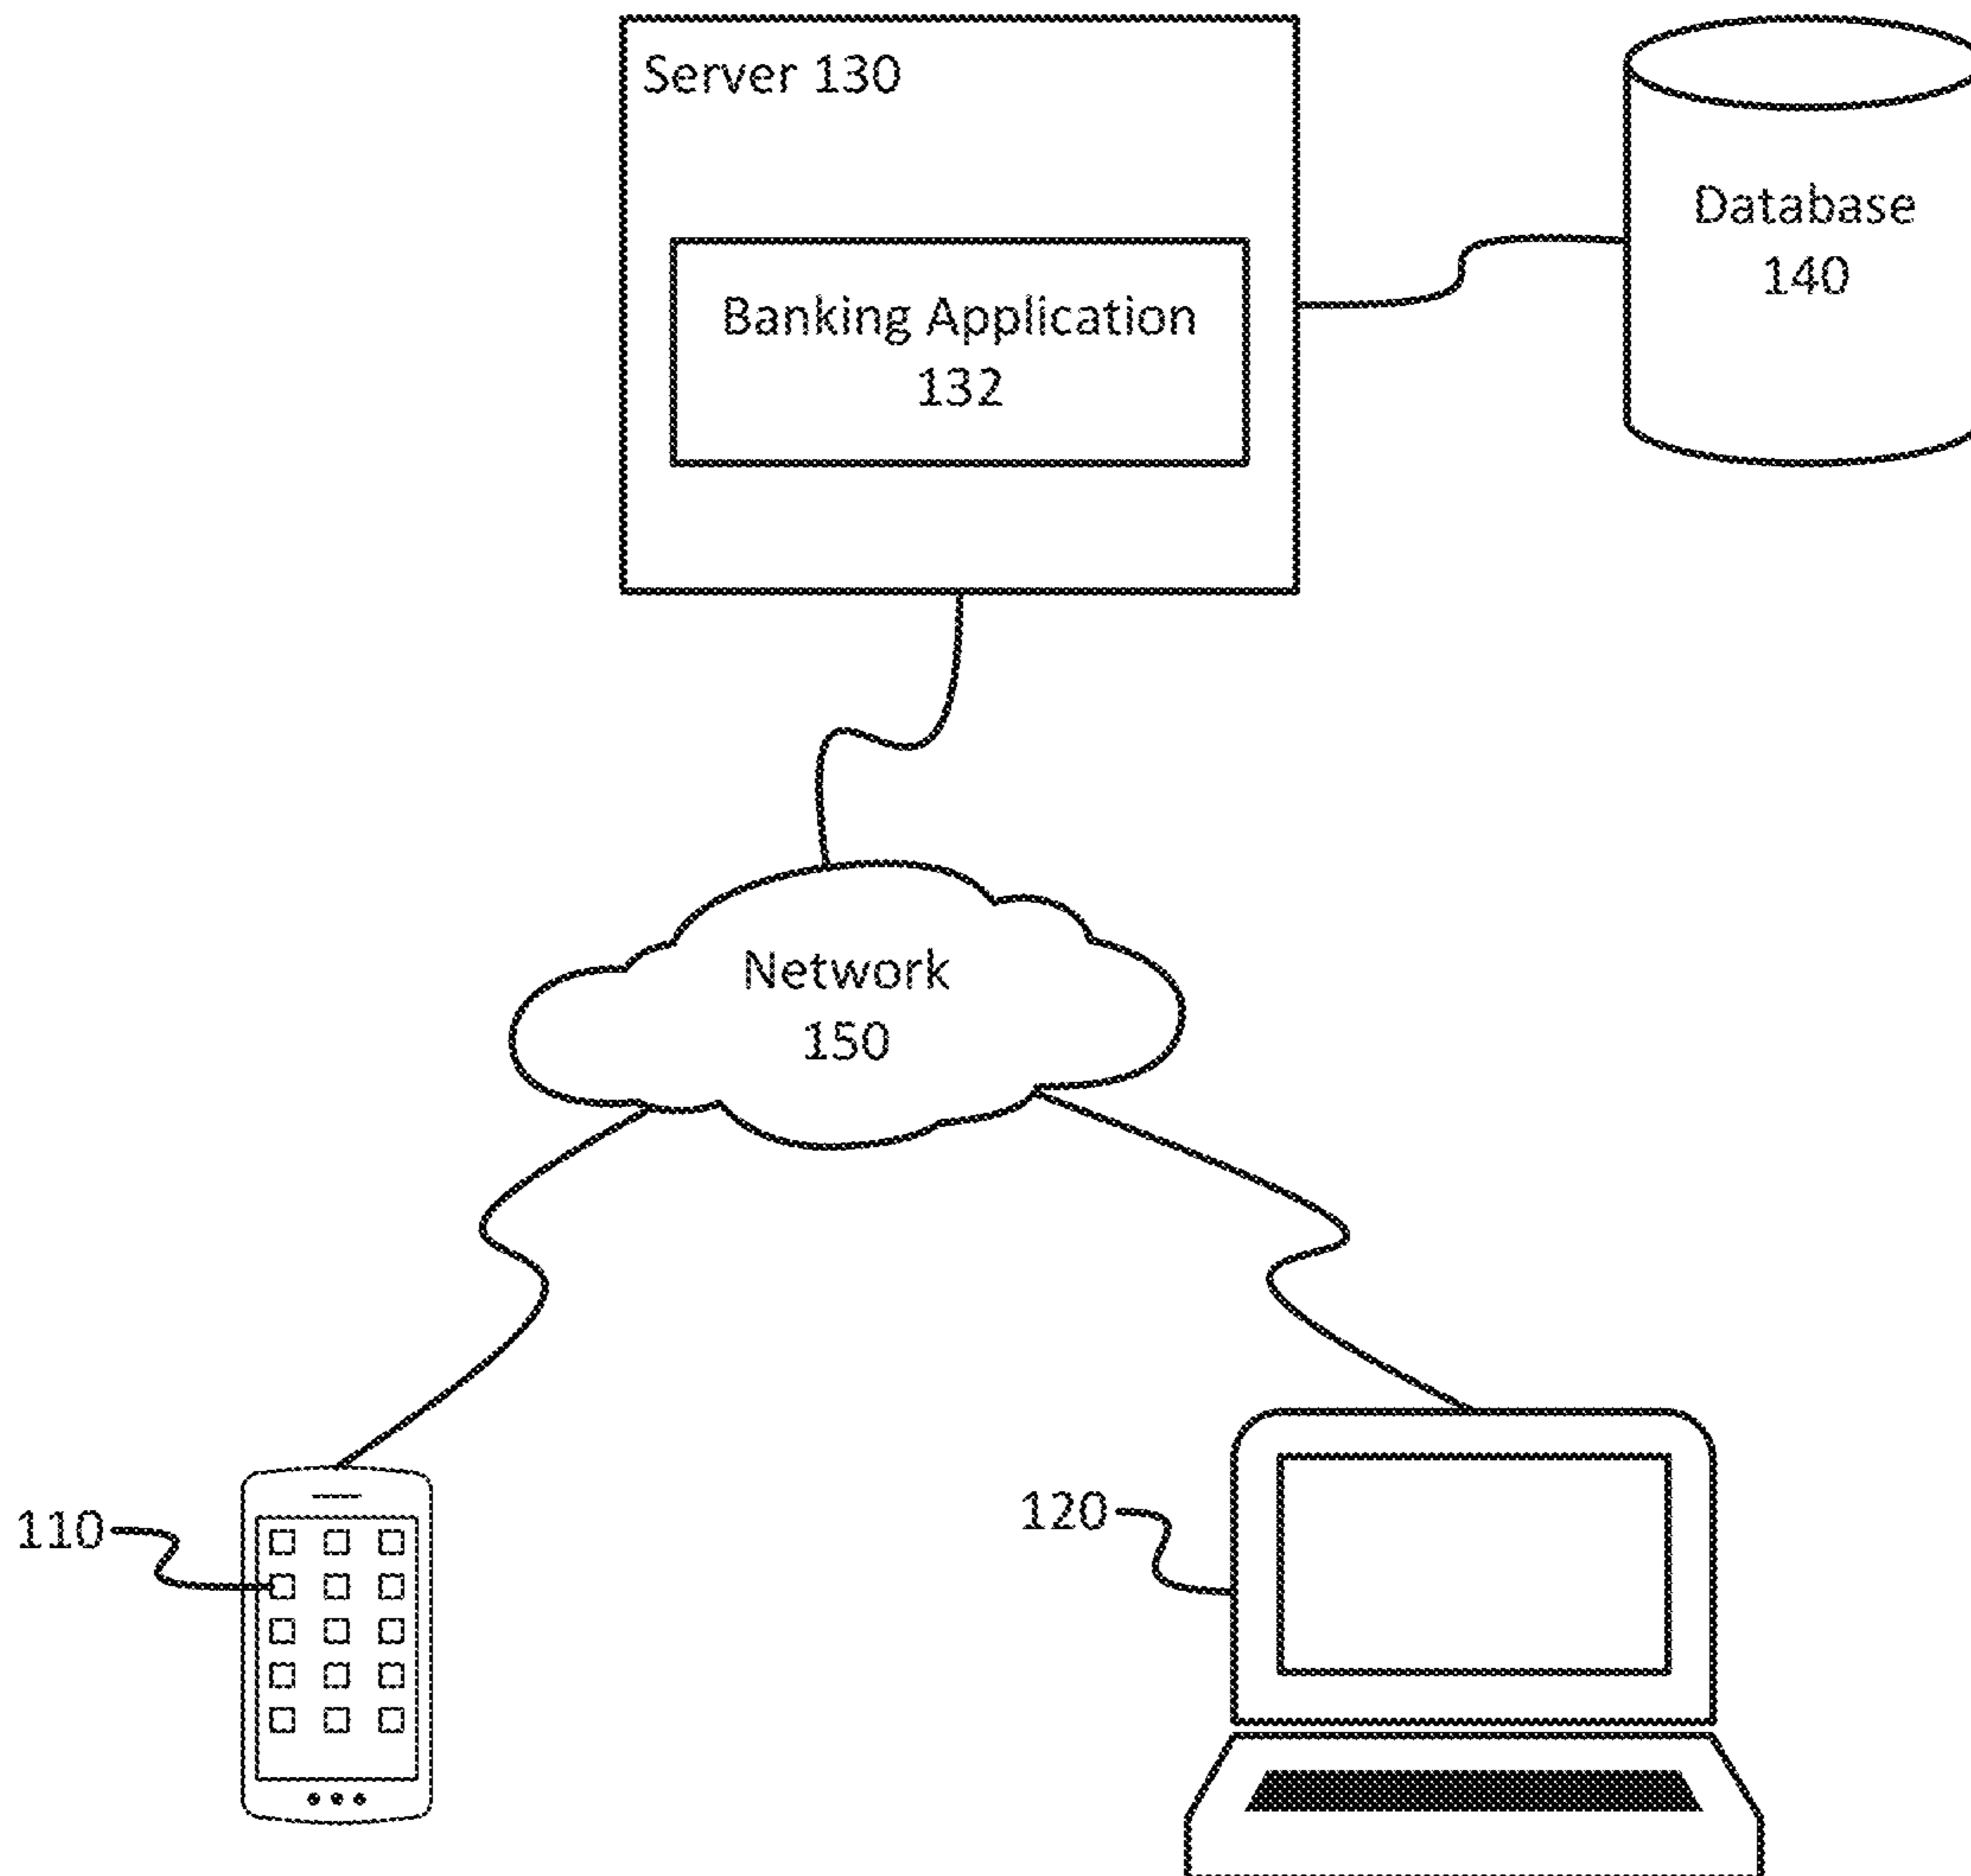 Server 130
Banking Application
132
Database
140
Network
150
110
120